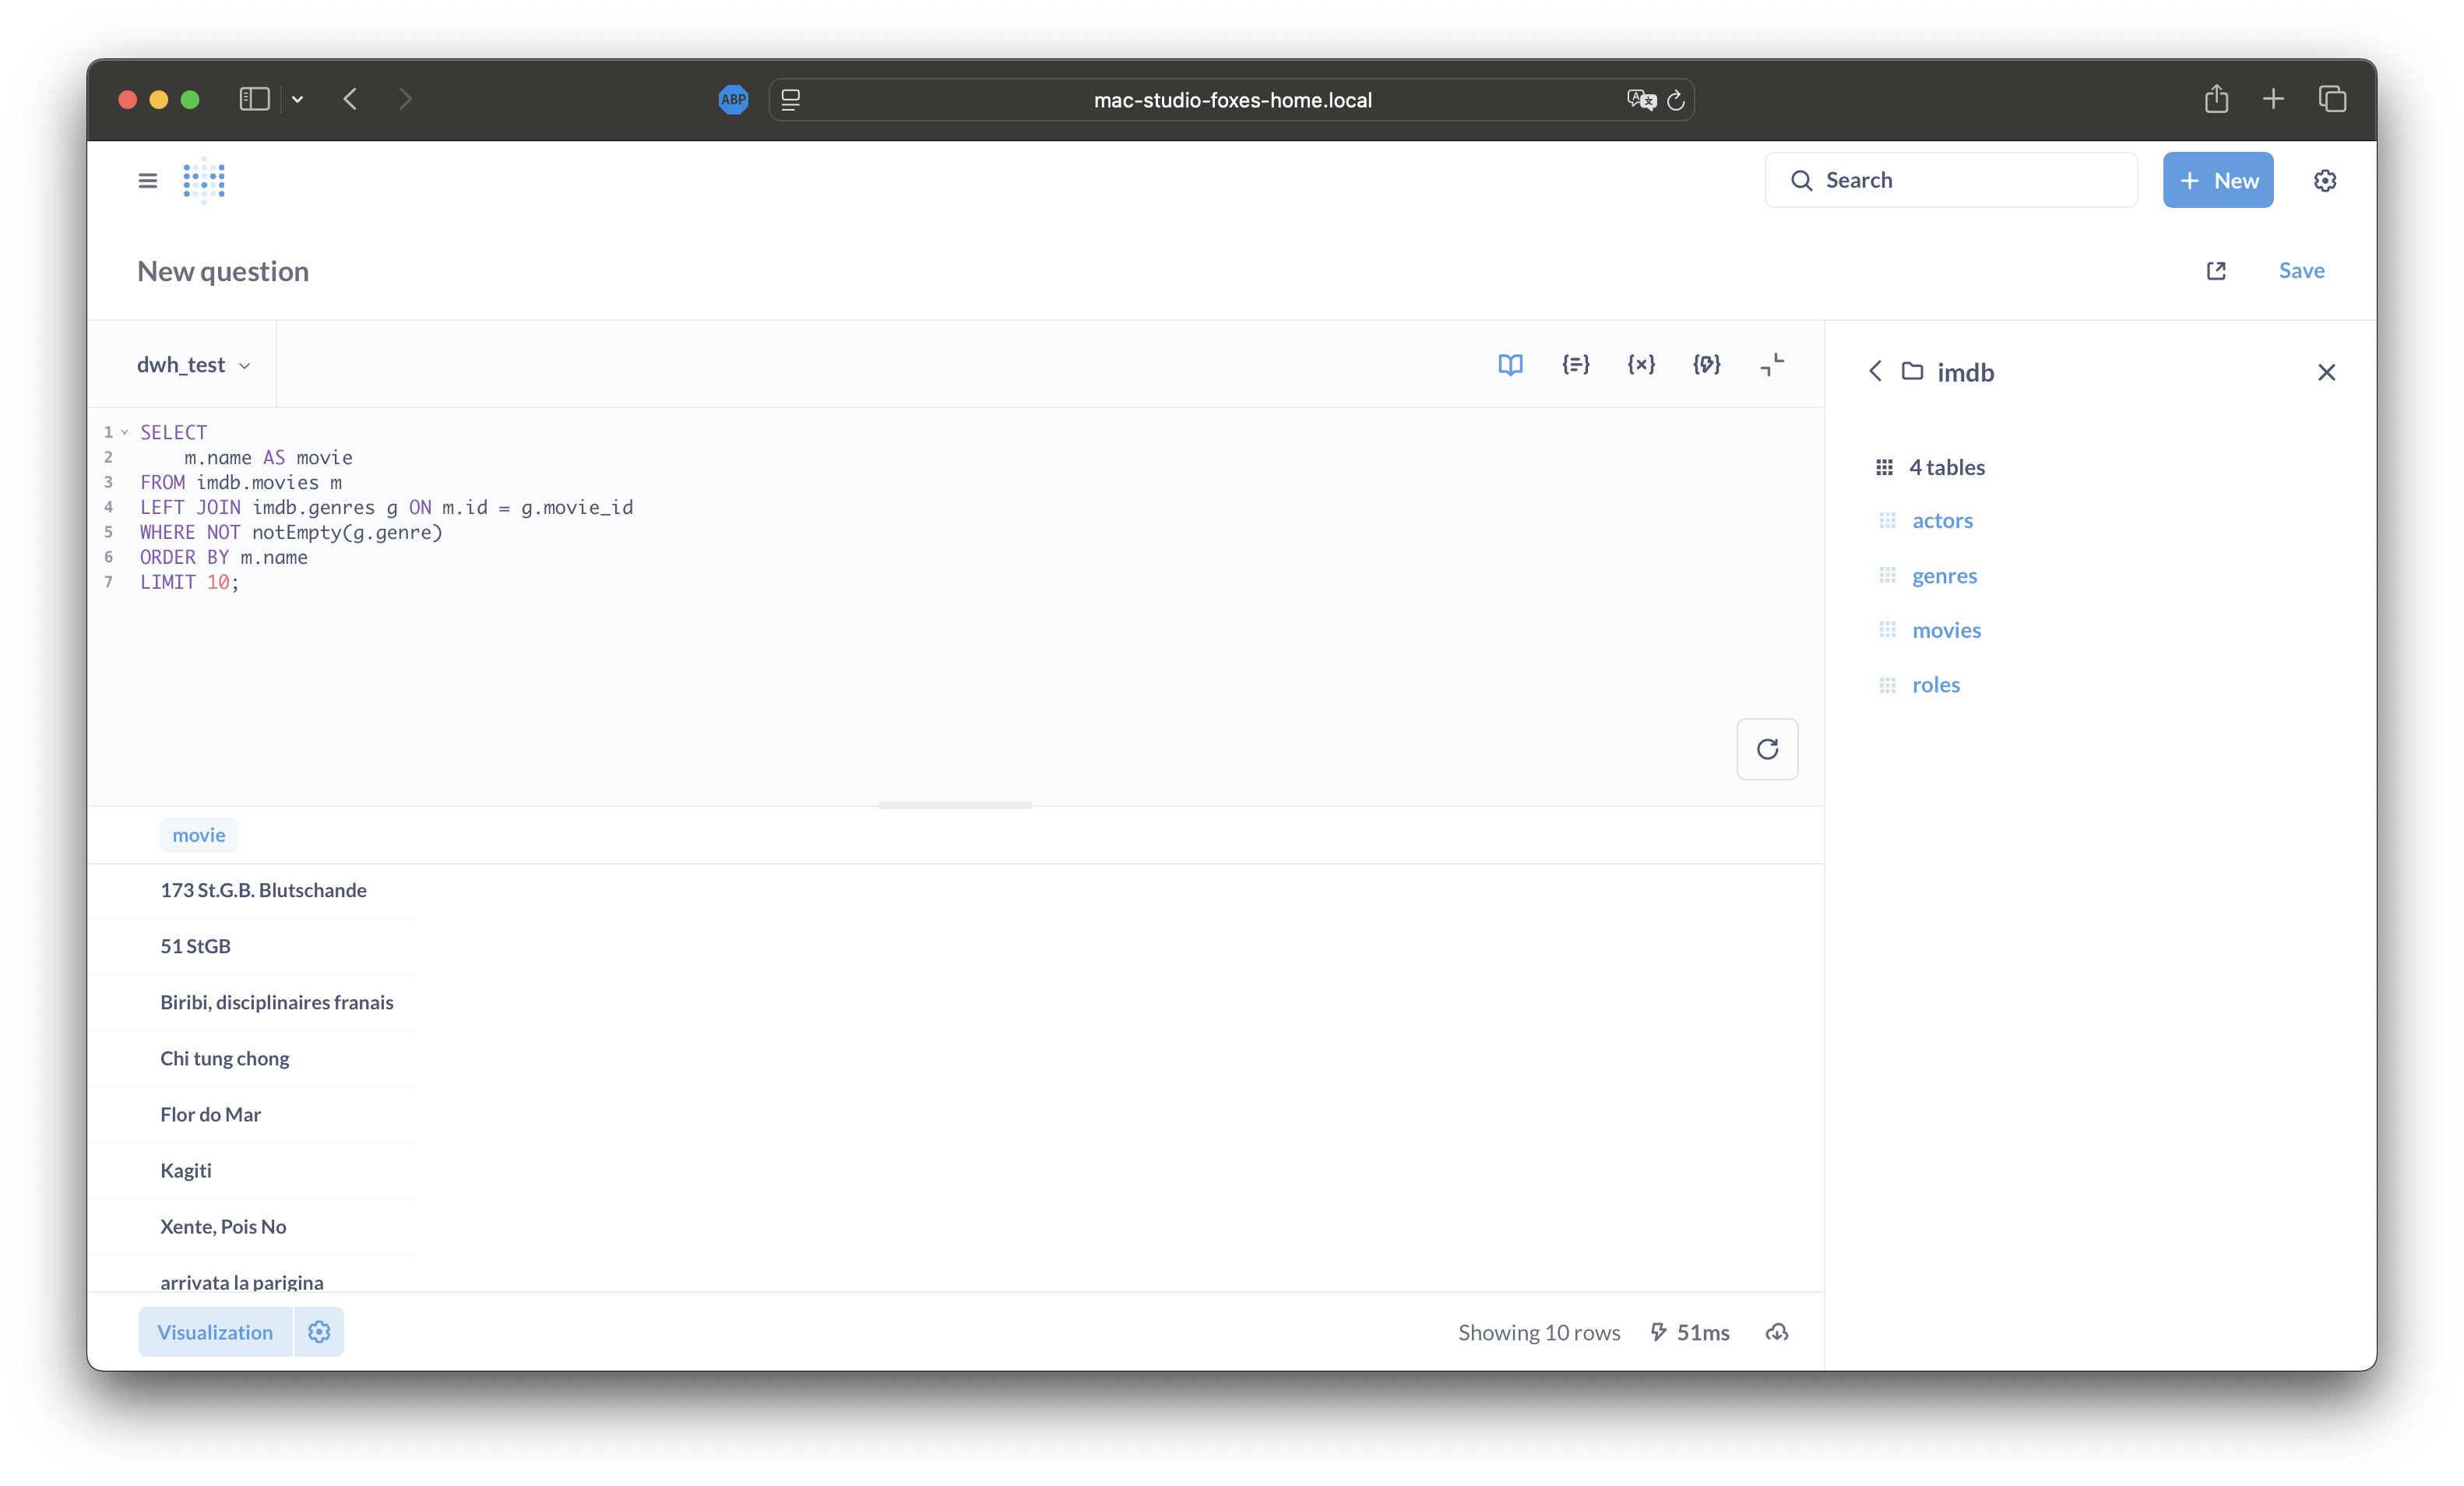 ABP
mac-studio-foxes-home.local
Search
New
New question
Save
dwh_test
imdb
1 SELECT
2 m.name AS movie
3 FROM imdb.movies m
4 LEFT JOIN imdb.genres g ON m.id = g.movie_id
5 WHERE NOT notEmpty(g.genre)
6 ORDER BY m.name
7 LIMIT 10;
4 tables
actors
genres
movies
roles
movie
173 St.G.B. Blutschande
51 StGB
Biribi, disciplinaires franais
Chi tung chong
Flor do Mar
Kagiti
Xente, Pois No
arrivata la parigina
Visualization
Showing 10 rows
51ms